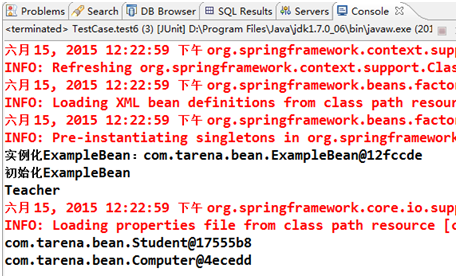 Problems Search DB Browser SQL Results Servers Console
<terminated> TestCase.test6 (3) [JUnit] D:\Program Files\Java\jdk1.7.0_06\bin\javaw.exe (201
六月 15, 2015 12:22:59 下午 org.springframework.context.supp
INFO: Refreshing org.springframework.context.support.Clas
六月 15, 2015 12:22:59 下午 org.springframework.beans.factor
INFO: Loading XML bean definitions from class path resour
六月 15, 2015 12:22:59 下午 org.springframework.beans.factor
INFO: Pre-instantiating singletons in org.springframework
实例化ExampleBean：com.tarena.bean.ExampleBean@12fccde
初始化ExampleBean
Teacher
六月 15, 2015 12:22:59 下午 org.springframework.core.io.supp
INFO: Loading properties file from class path resource [c
com.tarena.bean.Student@17555b8
com.tarena.bean.Computer@4ecedd